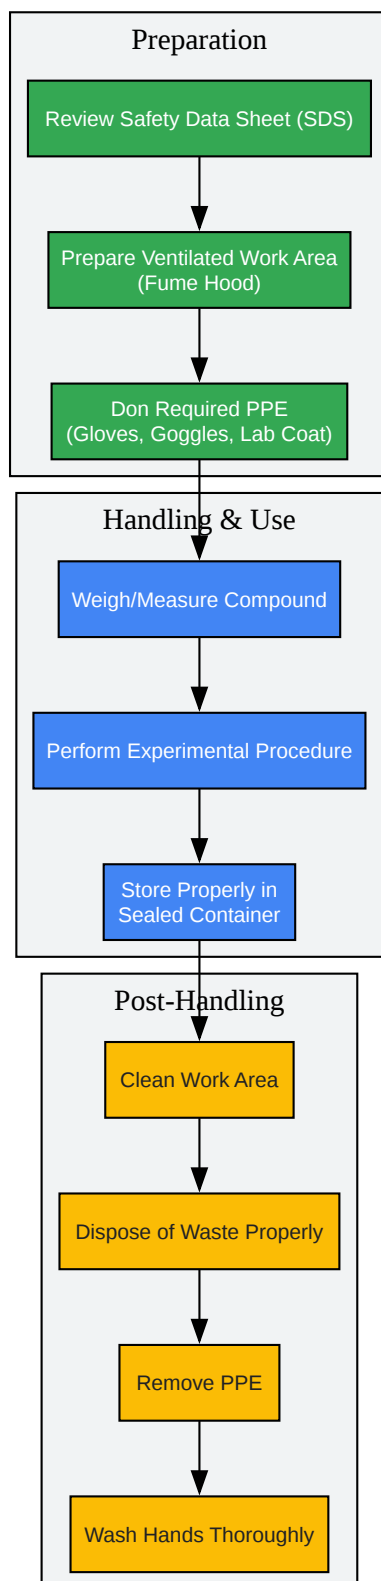 Preparation
Review Safety Data Sheet (SDS)
Prepare Ventilated Work Area
(Fume Hood)
Don Required PPE
(Gloves, Goggles, Lab Coat)
Handling & Use
Weigh/Measure Compound
Perform Experimental Procedure
Store Properly in
Sealed Container
Post-Handling
Clean Work Area
Dispose of Waste Properly
Remove PPE
Wash Hands Thoroughly